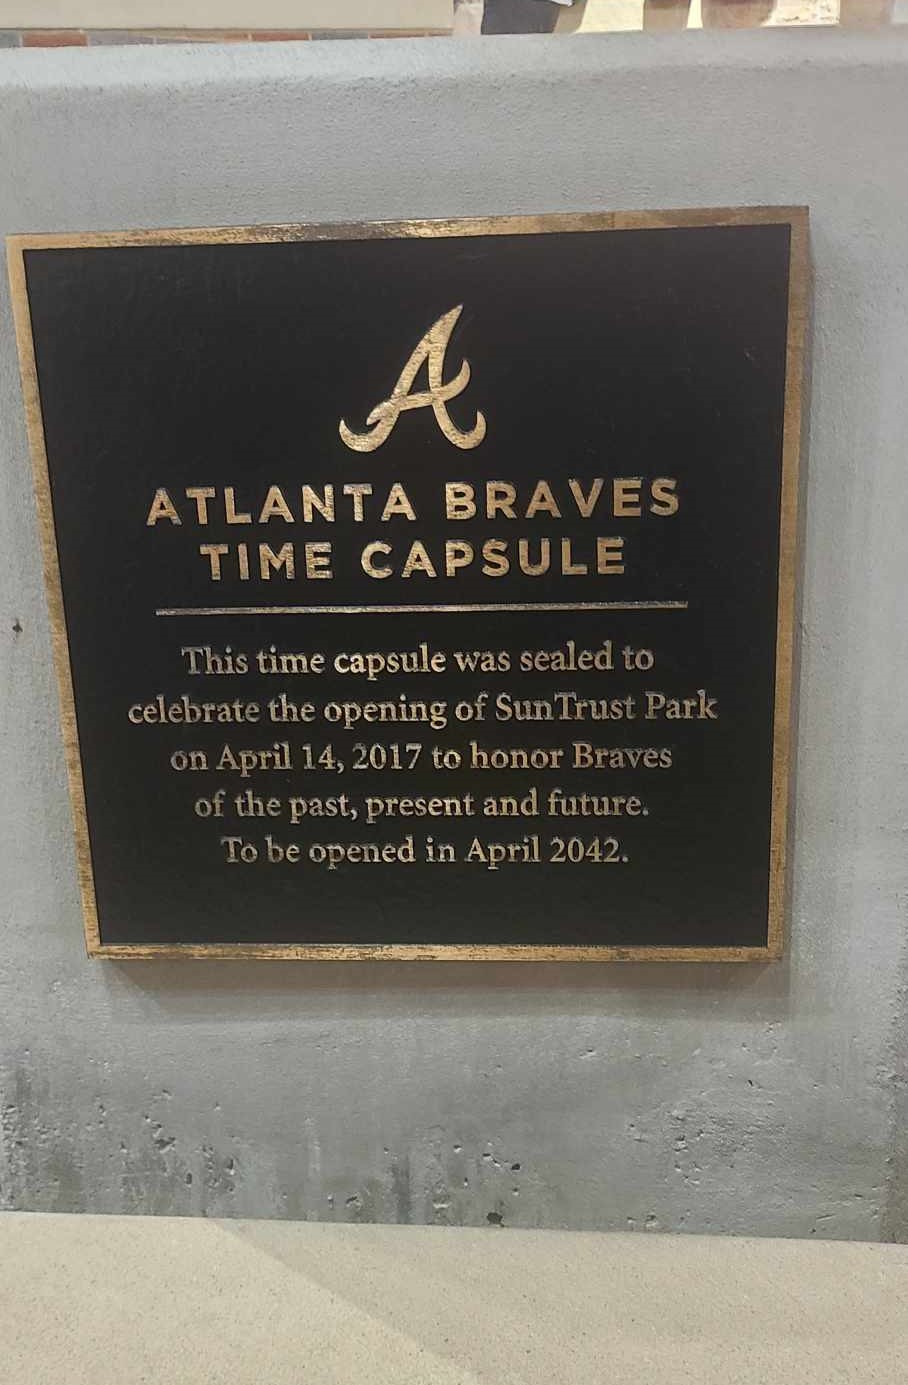 A
ATLANTA BRAVES
TIME CAPSULE
This time capsule was sealed to
celebrate the opening of SunTrust Park
on April 14, 2017 to honor Braves
of the past, present and future.
To be opened in April 2042.